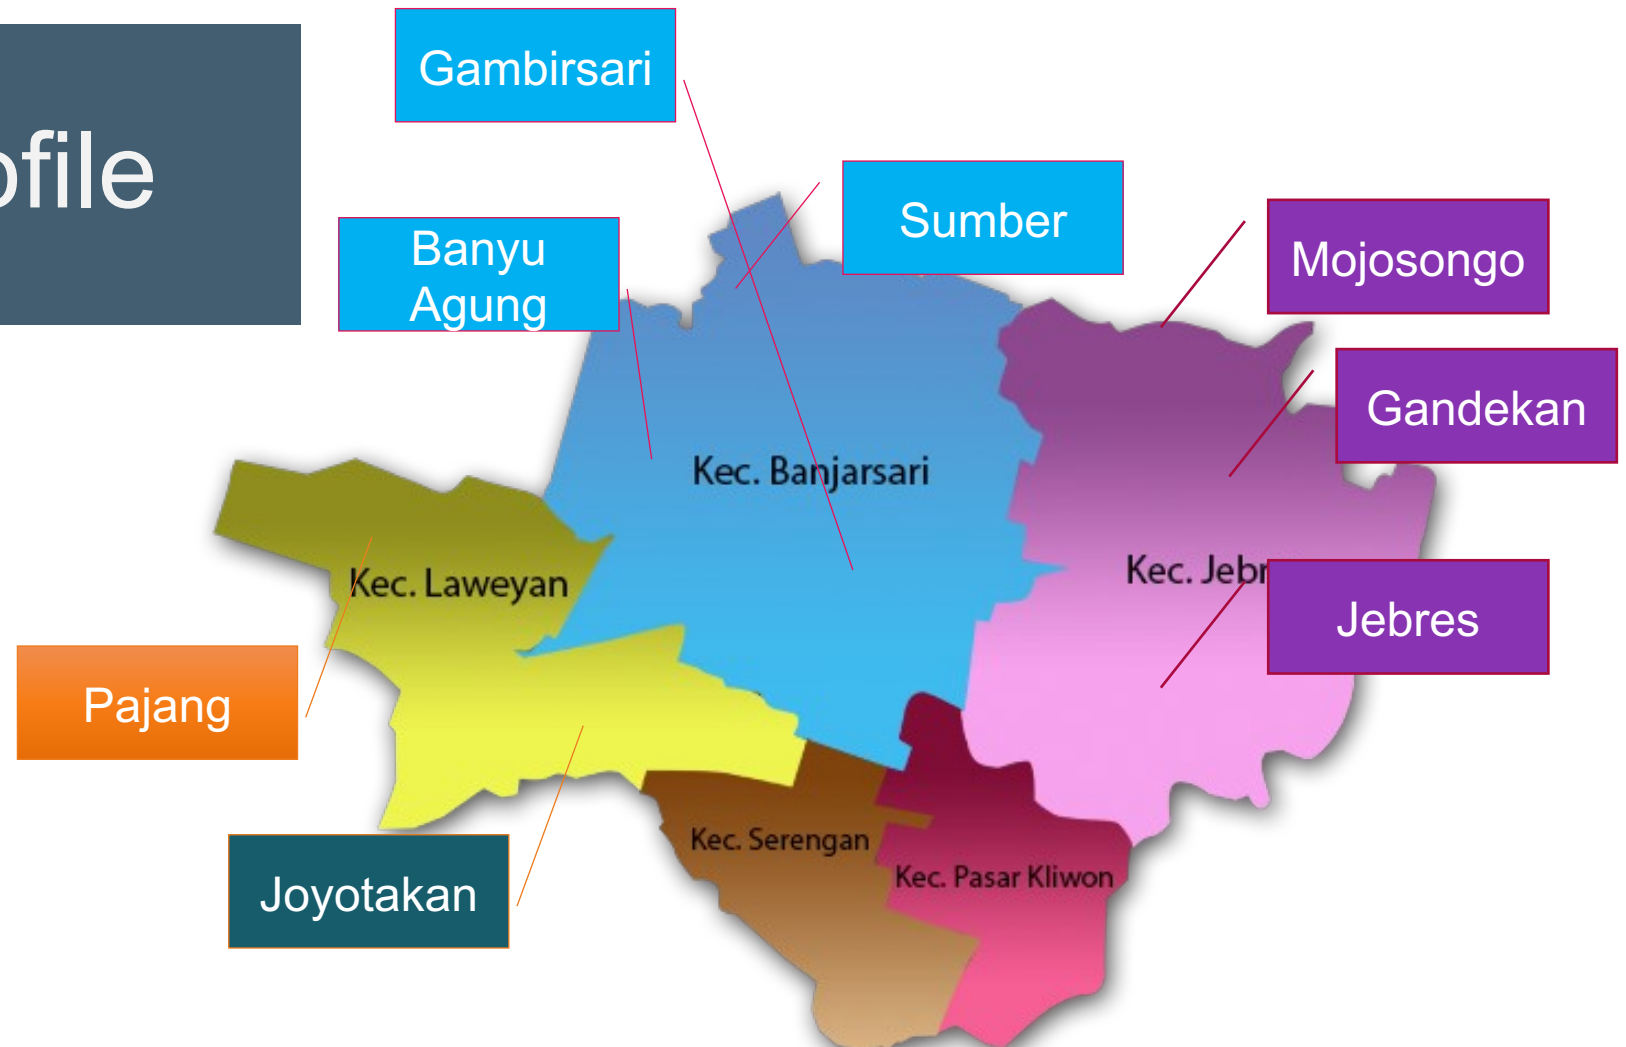 ofile
Gambirsari
Sumber
Banyu
Agung
Mojosongo
Gandekan
Kec. Banjarsari
Kec. Laweyan
Kec. Jebr
Jebres
Pajang
Joyotakan
Kec. Serengan
Kec. Pasar Kliwon